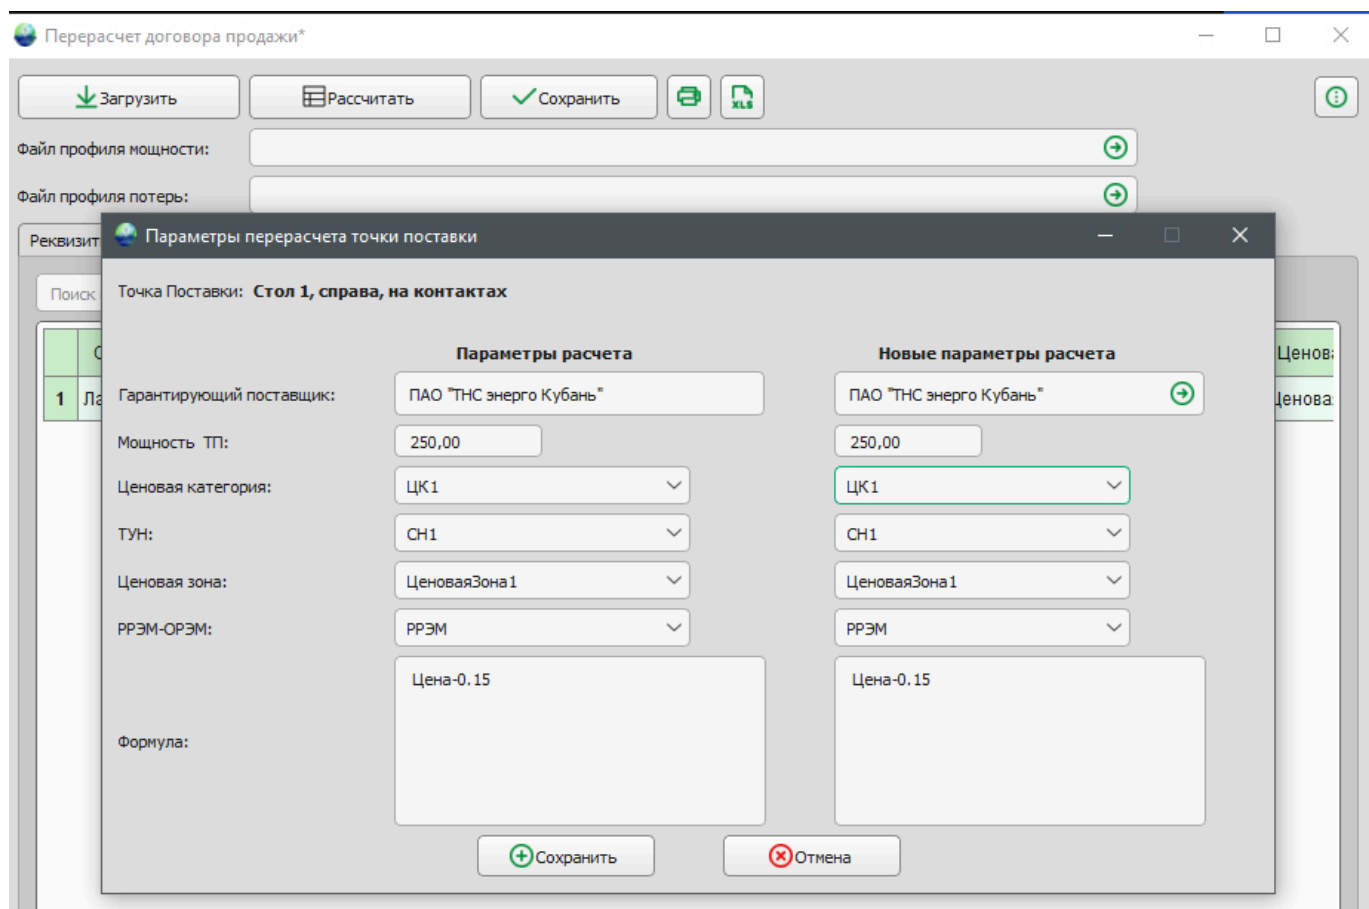 Перерасчет договора продажи*
Загрузить Рассчитать Сохранить XLS
Файл профиля мощности:
Файл профиля потерь:
Параметры перерасчета точки поставки
Точка Поставки: Стол 1, справа, на контактах
Поиск
Параметры расчета Новые параметры расчета
1
Гарантирующий поставщик: ПАО "ТНС энерго Кубань" ПАО "ТНС энерго Кубань"
Мощность ТП: 250,00 250,00
Ценовая категория: ЦК1 ЦК1
ТУН: СН1 СН1
Ценовая зона: ЦеноваяЗона1 ЦеноваяЗона1
РРЭМ-ОРЭМ: РРЭМ РРЭМ
Цена-0.15 Цена-0.15
Формула:
Сохранить Отмена